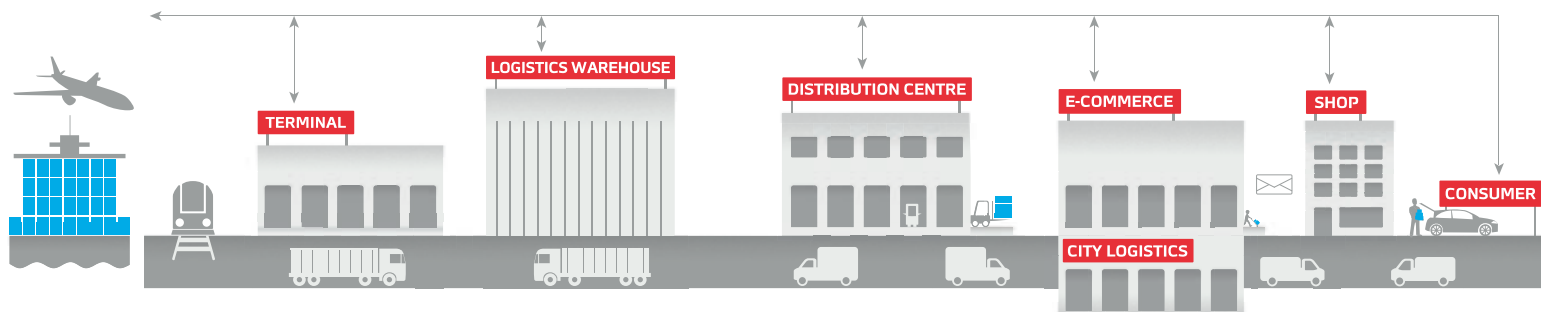 TERMINAL
LOGISTICS WAREHOUSE
DISTRIBUTION CENTRE
E-COMMERCE
CITY LOGISTICS
SHOP
CONSUMER